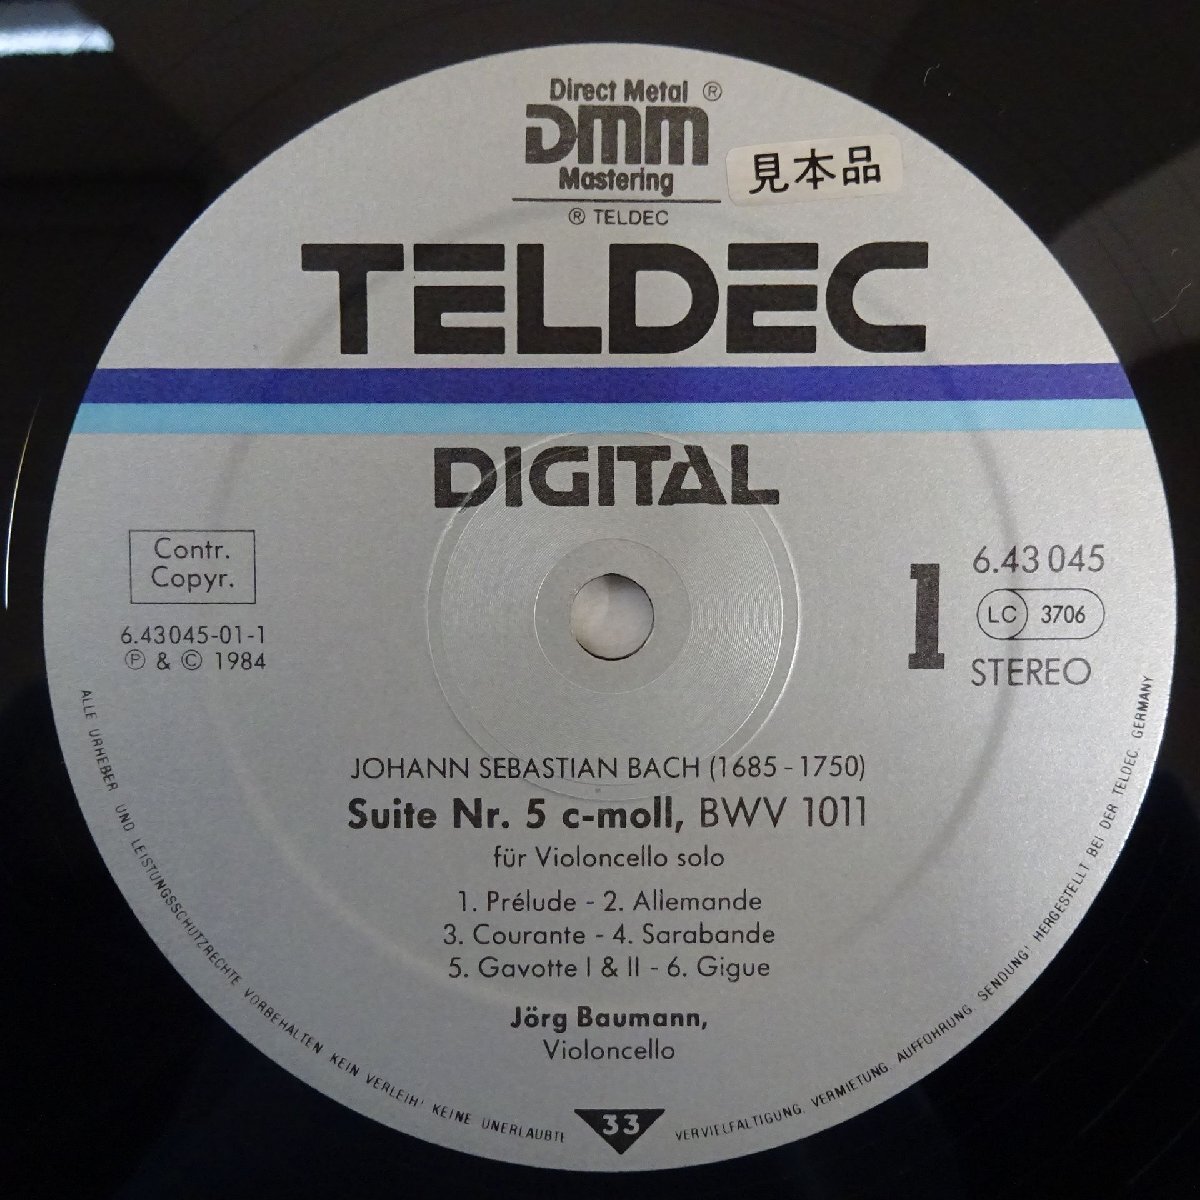 Direct Metal ®
DMM
Mastering
® TELDEC
見本品
TELDEC
DIGITAL
Contr.
Copyr.
6.43045-01-1
Ⓟ & © 1984
1
6.43 045
LC 3706
STEREO
JOHANN SEBASTIAN BACH (1685-1750)
Suite Nr. 5 c-moll, BWV 1011
für Violoncello solo
1. Prélude - 2. Allemande
3. Courante - 4. Sarabande
5. Gavotte I & II - 6. Gigue
Jörg Baumann,
Violoncello
33
ALLE URHEBER UND LEISTUNGSSCHUTZRECHTE VORBEHALTEN KEIN VERLEIH! KEINE UNERLAUBTE VERVIELFÄLTIGUNG, VERMIETUNG, AUFFÜHRUNG, SENDUNG! HERGESTELLT BEI DER TELDEC, GERMANY